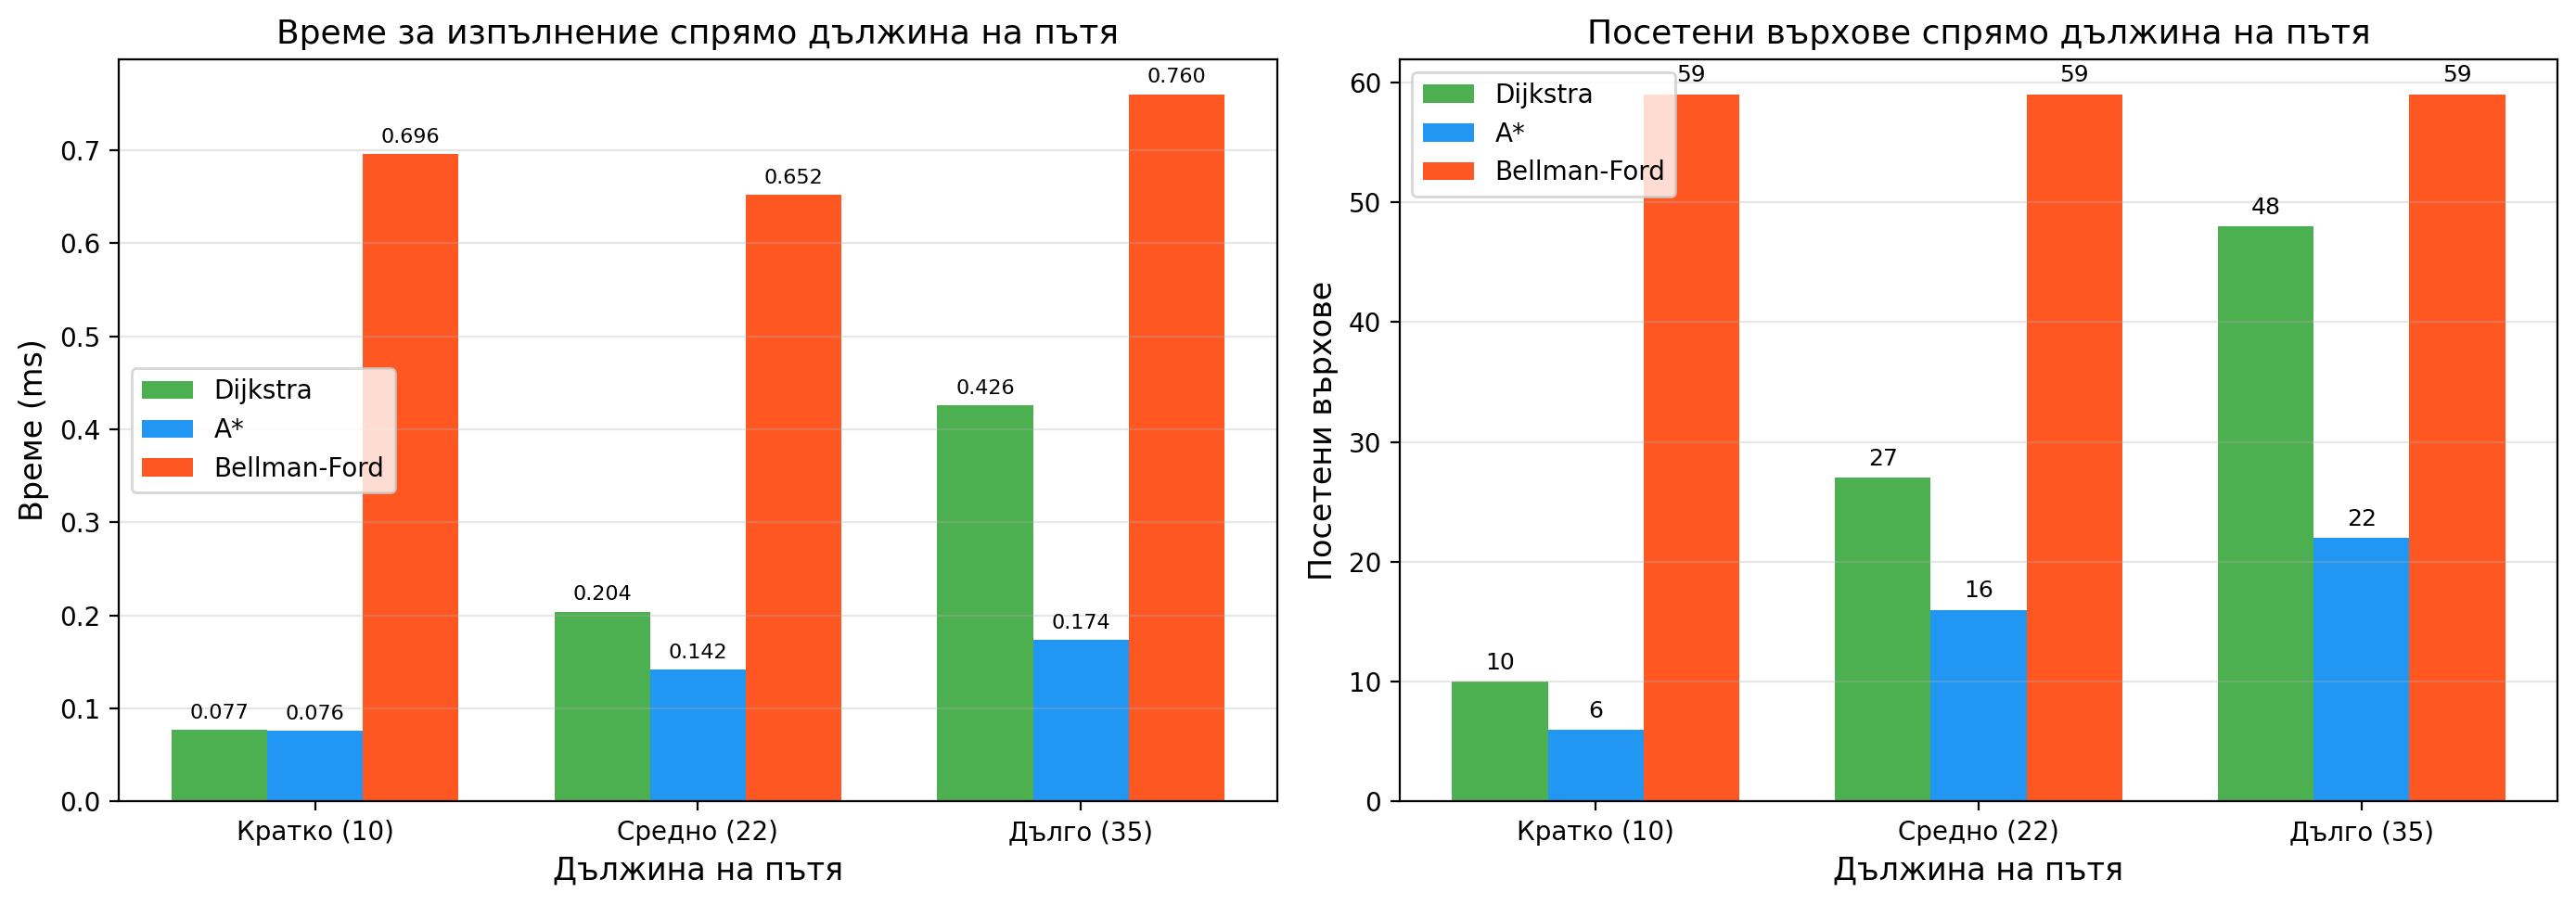 Време за изпълнение спрямо дължина на пътя
Време (ms)
0.7
0.6
0.5
0.4
0.3
0.2
0.1
0.0
Dijkstra
A*
Bellman-Ford
0.077
0.076
0.696
0.204
0.142
0.652
0.426
0.174
0.760
Кратко (10)
Средно (22)
Дълго (35)
Дължина на пътя
Посетени върхове спрямо дължина на пътя
Посетени върхове
60
50
40
30
20
10
0
Dijkstra
A*
Bellman-Ford
10
6
59
27
16
59
48
22
59
Кратко (10)
Средно (22)
Дълго (35)
Дължина на пътя